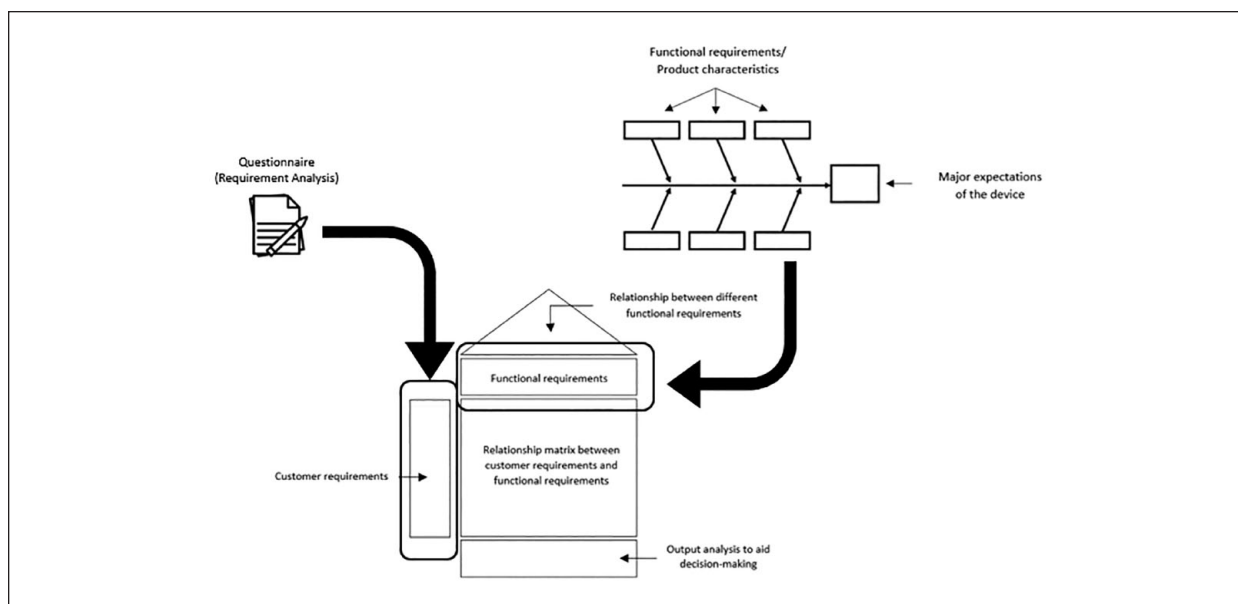 Functional requirements/
Product characteristics
Questionnaire
(Requirement Analysis)
Major expectations
of the device
Relationship between different
functional requirements
Functional requirements
Relationship matrix between
customer requirements and
functional requirements
Customer requirements
Output analysis to aid
decision-making